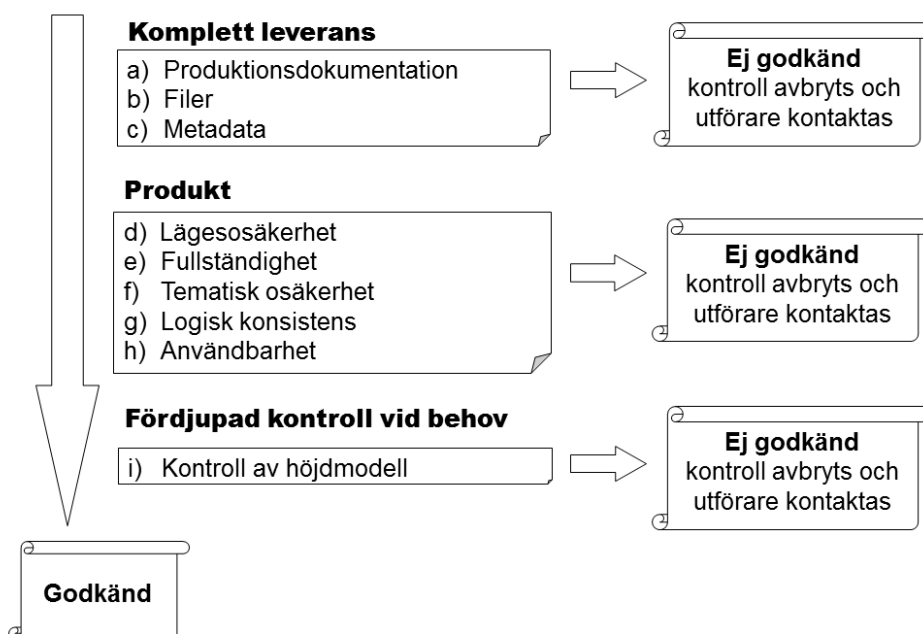 Komplett leverans
a) Produktionsdokumentation
b) Filer
c) Metadata
Ej godkänd
kontroll avbryts och
utförare kontaktas
Produkt
d) Lägesosäkerhet
e) Fullständighet
f) Tematisk osäkerhet
g) Logisk konsistens
h) Användbarhet
Ej godkänd
kontroll avbryts och
utförare kontaktas
Fördjupad kontroll vid behov
i) Kontroll av höjdmodell
Ej godkänd
kontroll avbryts och
utförare kontaktas
Godkänd